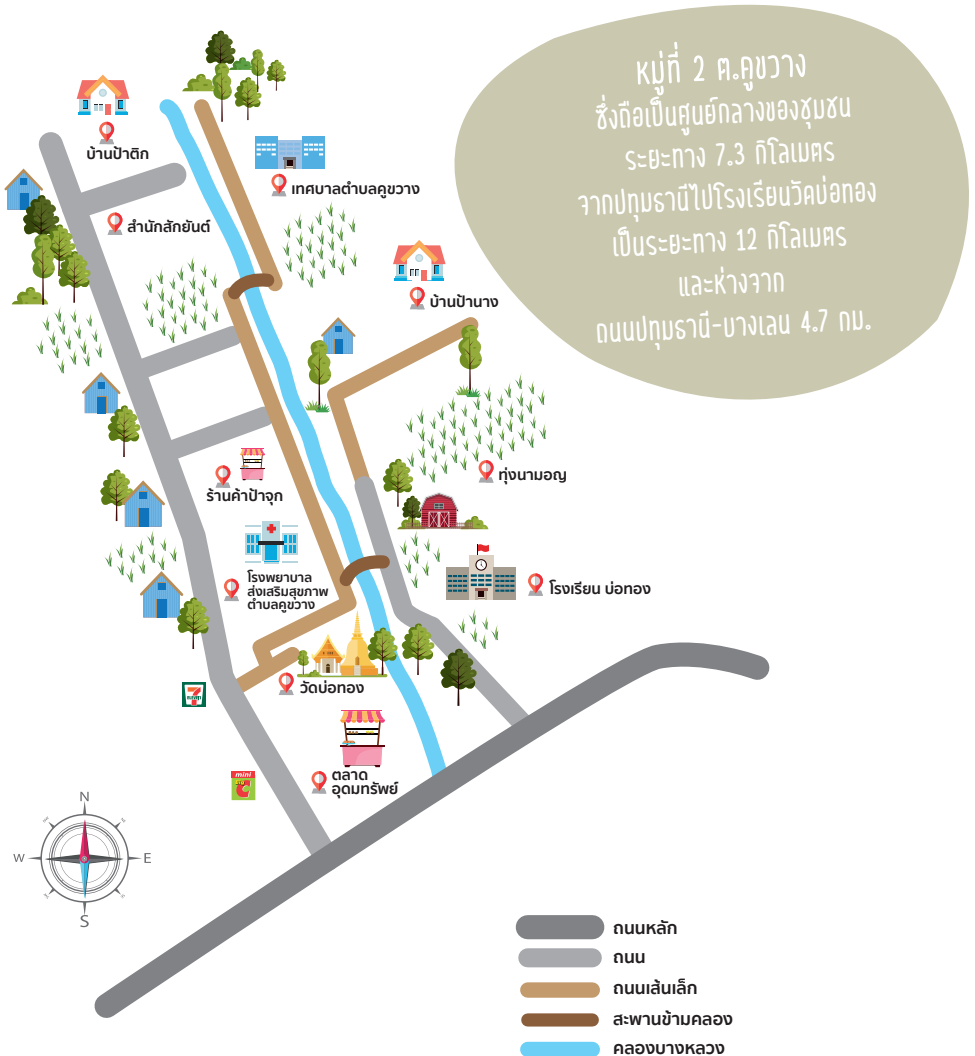 หมู่ที่ 2 ต.คูขวาง
ซึ่งถือเป็นศูนย์กลางของชุมชน
ระยะทาง 7.3 กิโลเมตร
จากปทุมธานีไปโรงเรียนวัดบ่อทอง
เป็นระยะทาง 12 กิโลเมตร
และห่างจาก
ถนนปทุมธานี-บางเลน 4.7 กม.
บ้านป้าติก
เทศบาลตำบลคูขวาง
สำนักสักยันต์
บ้านป้านาง
ทุ่งนามอญ
ร้านค้าป้าจุก
โรงพยาบาล
ส่งเสริมสุขภาพ
ตำบลคูขวาง
โรงเรียน บ่อทอง
วัดบ่อทอง
7
mini
C
ตลาด
อุดมทรัพย์
N
W
E
S
ถนนหลัก
ถนน
ถนนเส้นเล็ก
สะพานข้ามคลอง
คลองบางหลวง